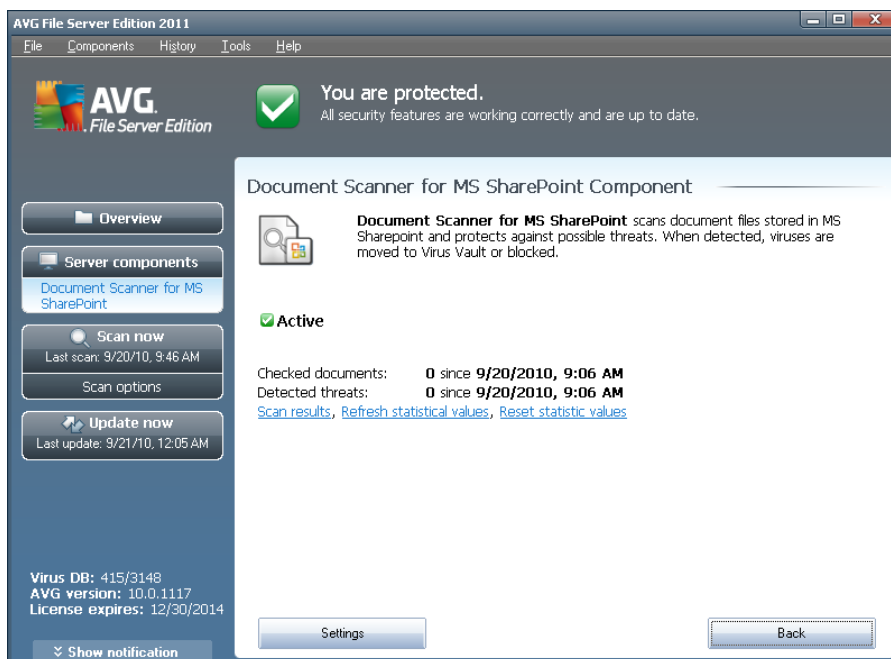 AVG File Server Edition 2011
File Components History Tools Help
AVG.
File Server Edition
You are protected.
All security features are working correctly and are up to date.
Document Scanner for MS SharePoint Component
Overview
Server components
Document Scanner for MS
SharePoint
Scan now
Last scan: 9/20/10, 9:46 AM
Scan options
Update now
Last update: 9/21/10, 12:05 AM
Document Scanner for MS SharePoint scans document files stored in MS
Sharepoint and protects against possible threats. When detected, viruses are
moved to Virus Vault or blocked.
Active
Checked documents: 0 since 9/20/2010, 9:06 AM
Detected threats: 0 since 9/20/2010, 9:06 AM
Scan results, Refresh statistical values, Reset statistic values
Virus DB: 415/3148
AVG version: 10.0.1117
License expires: 12/30/2014
Show notification
Settings
Back